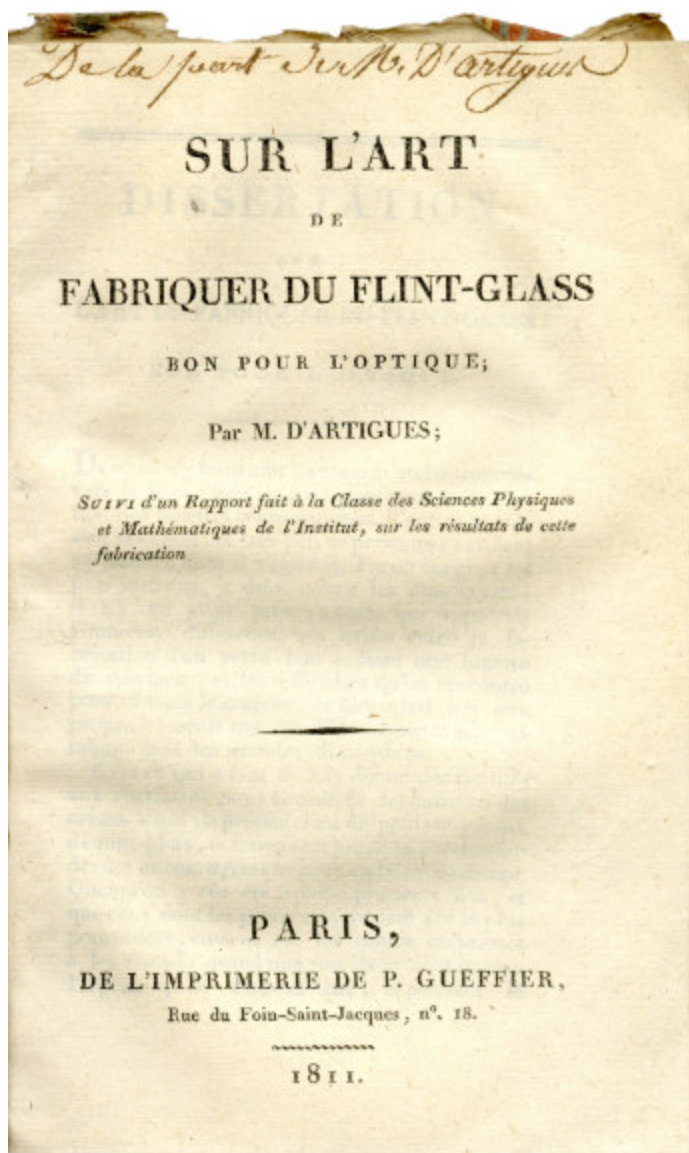 De la part de M. D'artigues
SUR L'ART
DE
FABRIQUER DU FLINT-GLASS
BON POUR L'OPTIQUE;
Par M. D'ARTIGUES;
SUIVI d'un Rapport fait à la Classe des Sciences Physiques
et Mathématiques de l'Institut, sur les résultats de cette
fabrication
PARIS,
DE L'IMPRIMERIE DE P. GUEFFIER,
Rue du Foin-Saint-Jacques, nº. 18.
1811.